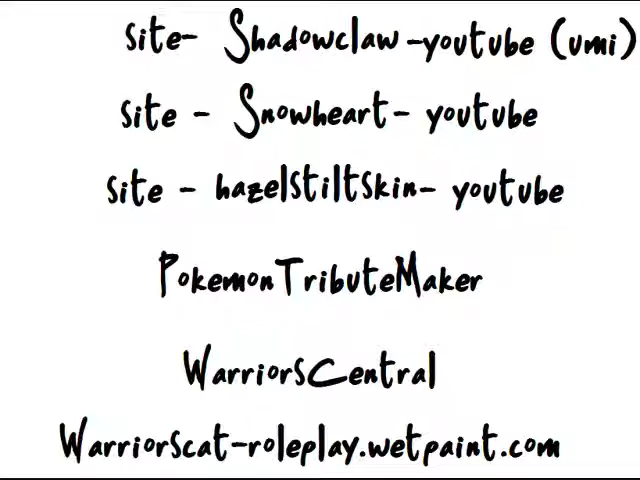 site- Shadowclaw-youtube (umi)
site - Snowheart- youtube
site - hazelstiltskin- youtube
PokemonTributeMaker
WarriorsCentral
Warriorscat-roleplay.wetpaint.com